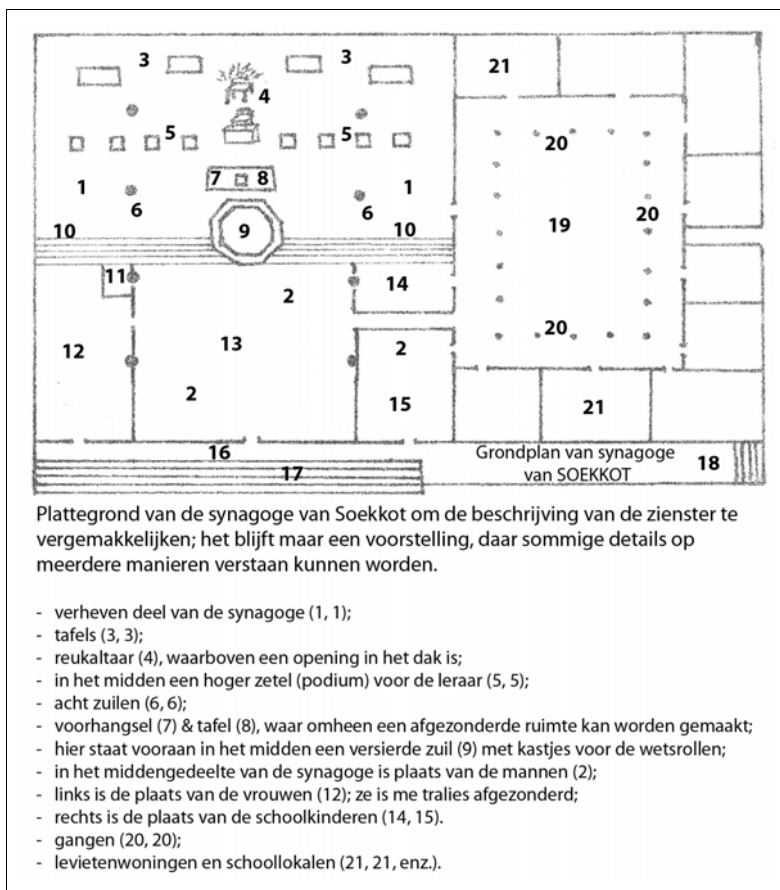 3 3 21
4
5 5 20
7 8
1 1
6 6 19 20
10 9 10
11 2 14
12 13 2 20
2 15 21
16 Grondplan van synagoge
17 van SOEKKOT 18
Plattegrond van de synagoge van Soekkot om de beschrijving van de zienster te
vergemakkelijken; het blijft maar een voorstelling, daar sommige details op
meerdere manieren verstaan kunnen worden.
- verheven deel van de synagoge (1, 1);
- tafels (3, 3);
- reukaltaar (4), waarboven een opening in het dak is;
- in het midden een hoger zetel (podium) voor de leraar (5, 5);
- acht zuilen (6, 6);
- voorhangsel (7) & tafel (8), waar omheen een afgezonderde ruimte kan worden gemaakt;
- hier staat vooraan in het midden een versierde zuil (9) met kastjes voor de wetsrollen;
- in het middengedeelte van de synagoge is plaats van de mannen (2);
- links is de plaats van de vrouwen (12); ze is me tralies afgezonderd;
- rechts is de plaats van de schoolkinderen (14, 15).
- gangen (20, 20);
- levietenwoningen en schoollokalen (21, 21, enz.).